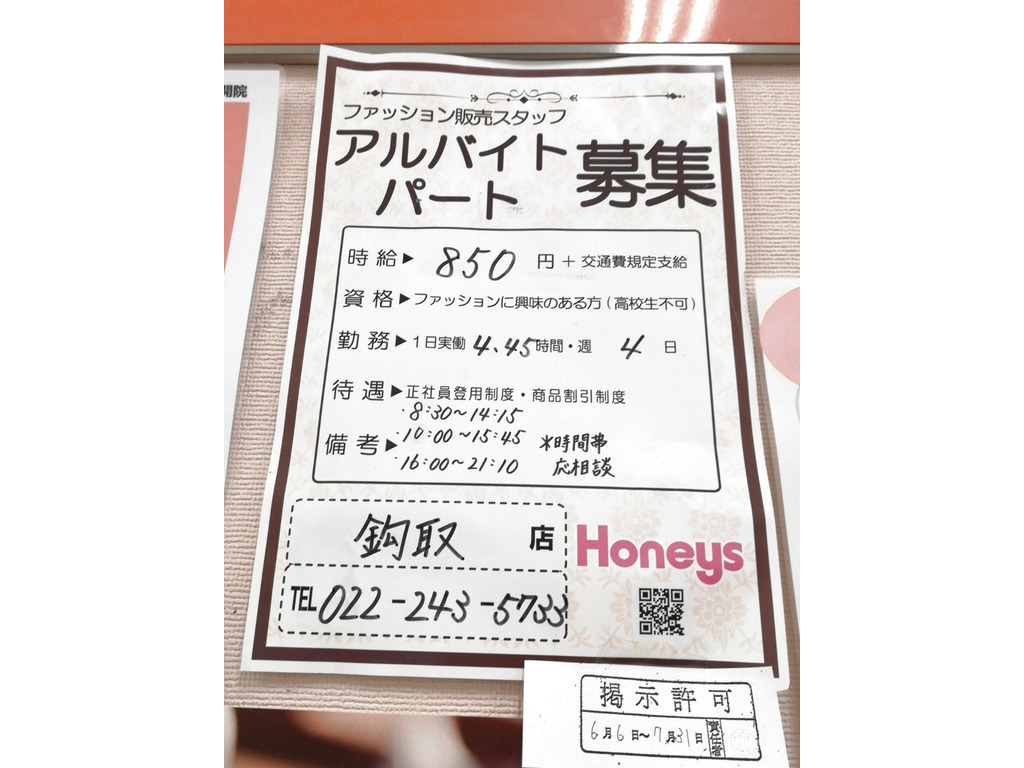 開院
ファッション販売スタッフ
アルバイト
パート
募集
時給▶ 850 円 + 交通費規定支給
資格▶ファッションに興味のある方(高校生不可)
勤務▶1日実働 4.45時間・週 4 日
待遇▶正社員登用制度・商品割引制度
・8:30～14:15
備考▶・10:00～15:45 *時間帯
・16:00～21:10 応相談
鈎取 店
Honeys
TEL 022-243-5733
掲示許可
6月6日～7月31日 責任者